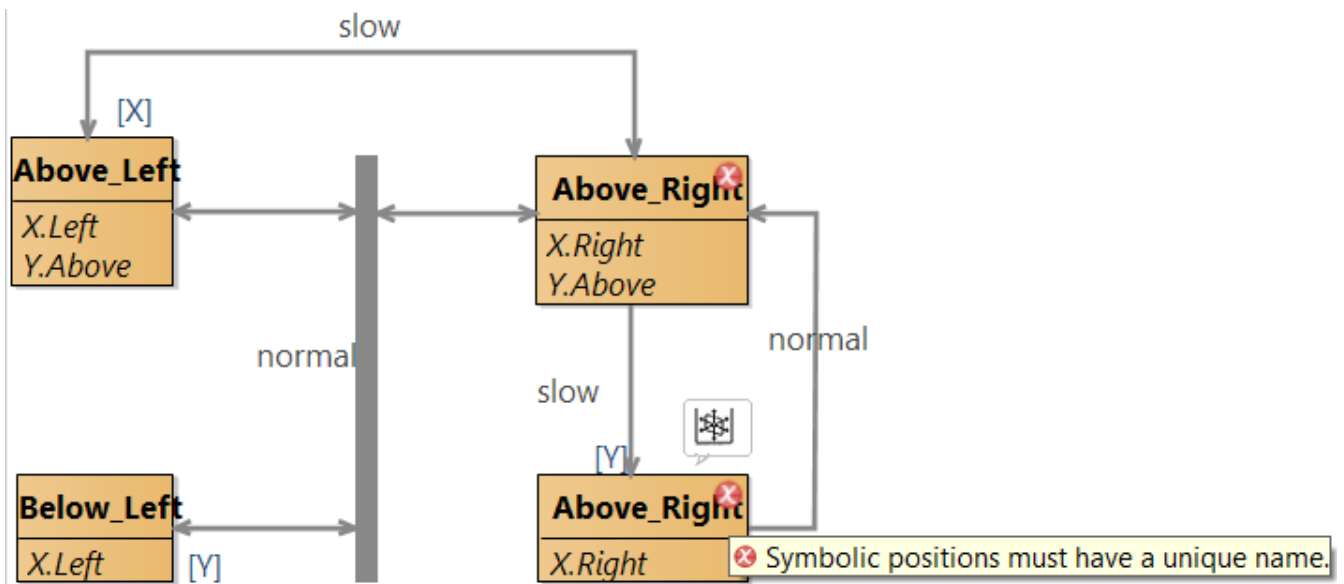 slow
[X]
Above_Left
X.Left
Y.Above
Above_Right
X.Right
Y.Above
normal
normal
slow
[Y]
Below_Left
X.Left
[Y]
Above_Right
X.Right
Symbolic positions must have a unique name.